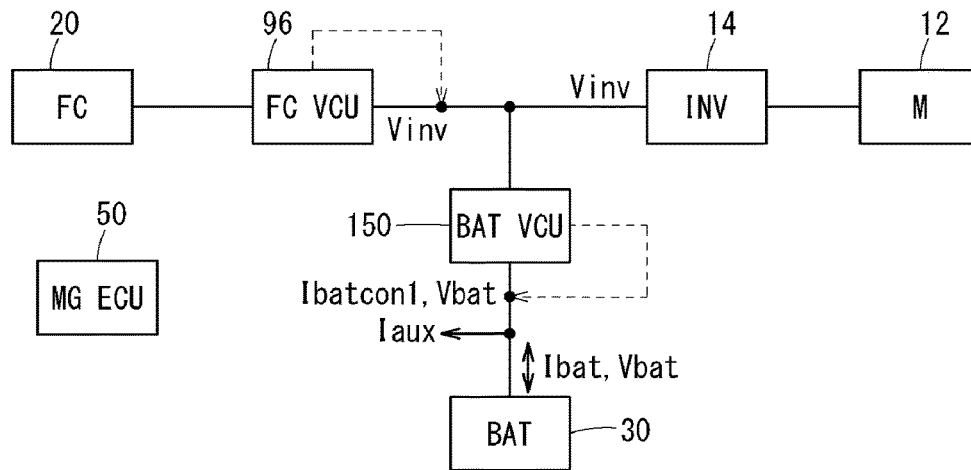 20
96
14
12
FC
FC VCU
Vinv
Vinv
INV
M
50
MG ECU
150
BAT VCU
Ibatcon1, Vbat
Iaux
Ibat, Vbat
BAT
30